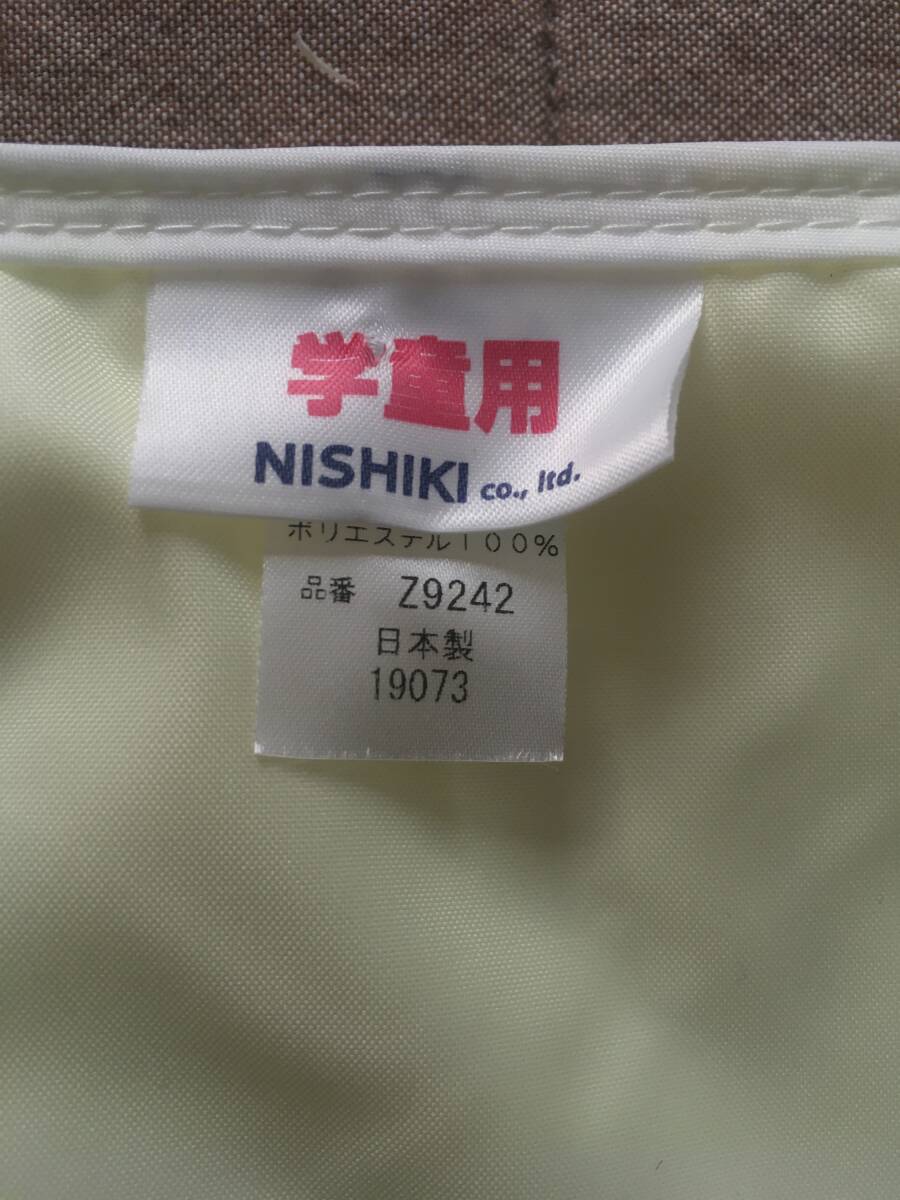 学童用
NISHIKI co., ltd.
ポリエステル100%
品番 Z9242
日本製
19073